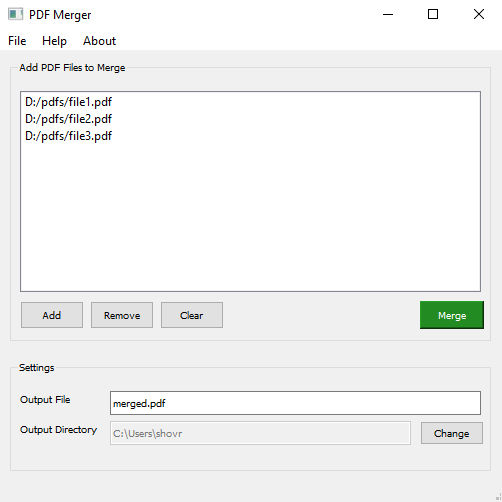 PDF Merger
File Help About
Add PDF Files to Merge
D:/pdfs/file1.pdf
D:/pdfs/file2.pdf
D:/pdfs/file3.pdf
Add Remove Clear Merge
Settings
Output File merged.pdf
Output Directory C:\Users\shovr Change